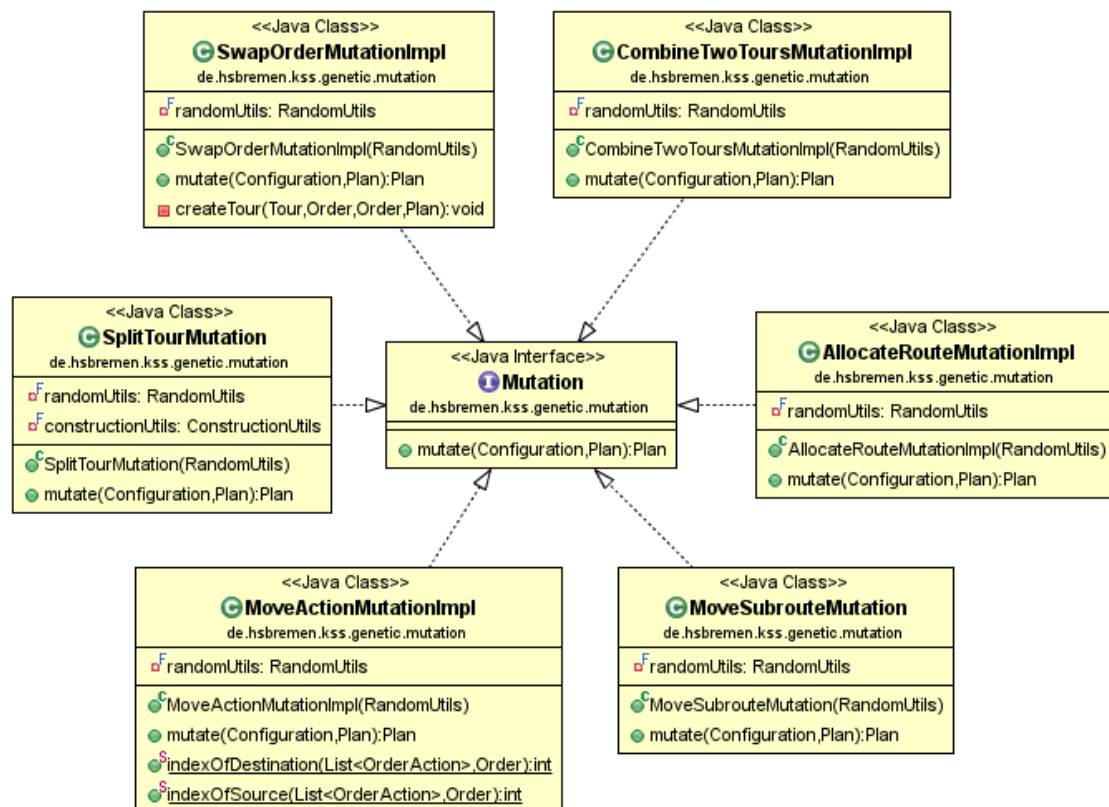 <<Java Class>>
SwapOrderMutationImpl
de.hsbremen.kss.genetic.mutation
randomUtils: RandomUtils
SwapOrderMutationImpl(RandomUtils)
mutate(Configuration,Plan):Plan
createTour(Tour,Order,Order,Plan):void
<<Java Class>>
CombineTwoToursMutationImpl
de.hsbremen.kss.genetic.mutation
randomUtils: RandomUtils
CombineTwoToursMutationImpl(RandomUtils)
mutate(Configuration,Plan):Plan
<<Java Class>>
SplitTourMutation
de.hsbremen.kss.genetic.mutation
randomUtils: RandomUtils
constructionUtils: ConstructionUtils
SplitTourMutation(RandomUtils)
mutate(Configuration,Plan):Plan
<<Java Interface>>
Mutation
de.hsbremen.kss.genetic.mutation
mutate(Configuration,Plan):Plan
<<Java Class>>
AllocateRouteMutationImpl
de.hsbremen.kss.genetic.mutation
randomUtils: RandomUtils
AllocateRouteMutationImpl(RandomUtils)
mutate(Configuration,Plan):Plan
<<Java Class>>
MoveActionMutationImpl
de.hsbremen.kss.genetic.mutation
randomUtils: RandomUtils
MoveActionMutationImpl(RandomUtils)
mutate(Configuration,Plan):Plan
indexOfDestination(List<OrderAction>,Order):int
indexOfSource(List<OrderAction>,Order):int
<<Java Class>>
MoveSubrouteMutation
de.hsbremen.kss.genetic.mutation
randomUtils: RandomUtils
MoveSubrouteMutation(RandomUtils)
mutate(Configuration,Plan):Plan